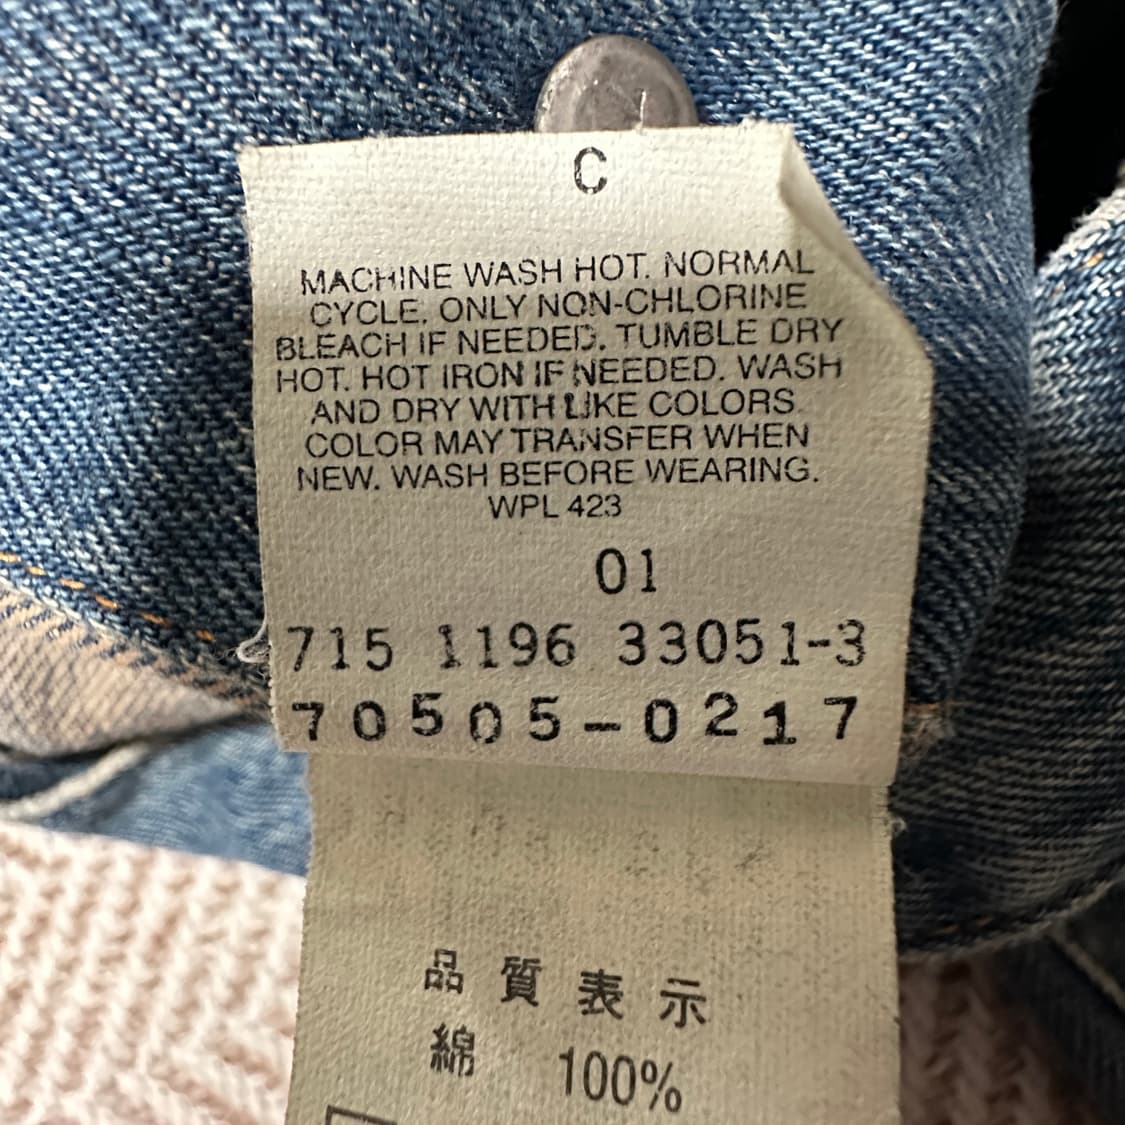 C
MACHINE WASH HOT. NORMAL
CYCLE. ONLY NON-CHLORINE
BLEACH IF NEEDED. TUMBLE DRY
HOT. HOT IRON IF NEEDED. WASH
AND DRY WITH LIKE COLORS.
COLOR MAY TRANSFER WHEN
NEW. WASH BEFORE WEARING.
WPL 423
01
715 1196 33051-3
70505-0217
品質表示
綿 100%